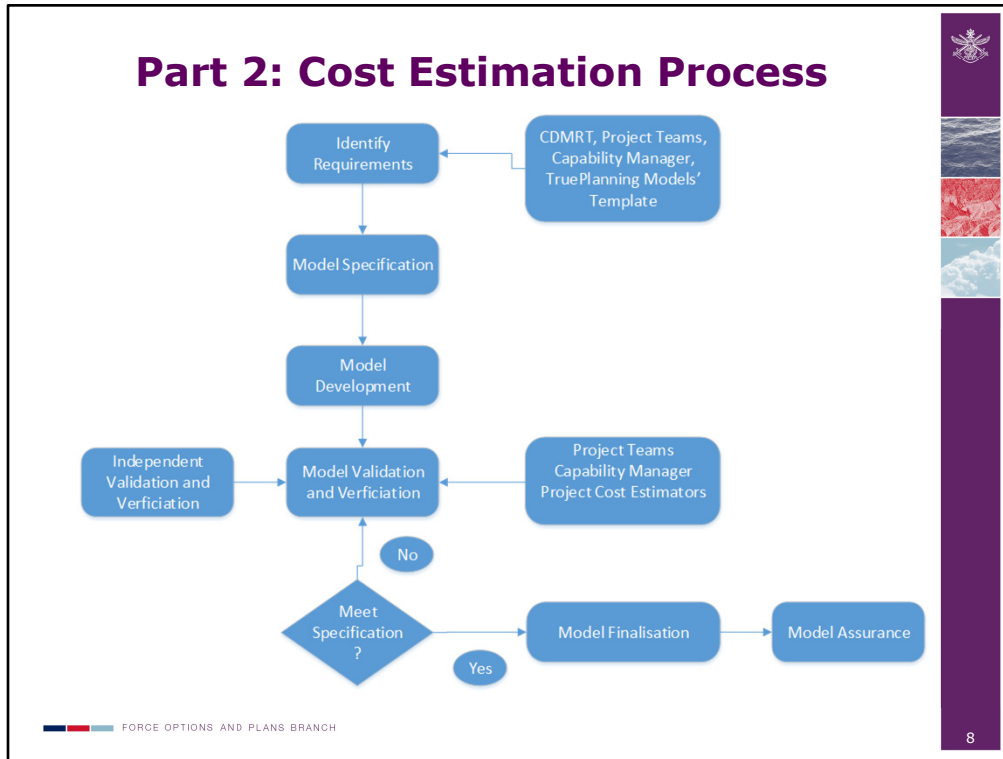 Part 2: Cost Estimation Process
Identify
Requirements
CDMRT, Project Teams,
Capability Manager,
TruePlanning Models’
Template
Model Specification
Model
Development
Independent
Validation and
Verficiation
Model Validation
and Verficiation
Project Teams
Capability Manager
Project Cost Estimators
No
Meet
Specification
?
Yes
Model Finalisation
Model Assurance
FORCE OPTIONS AND PLANS BRANCH
8